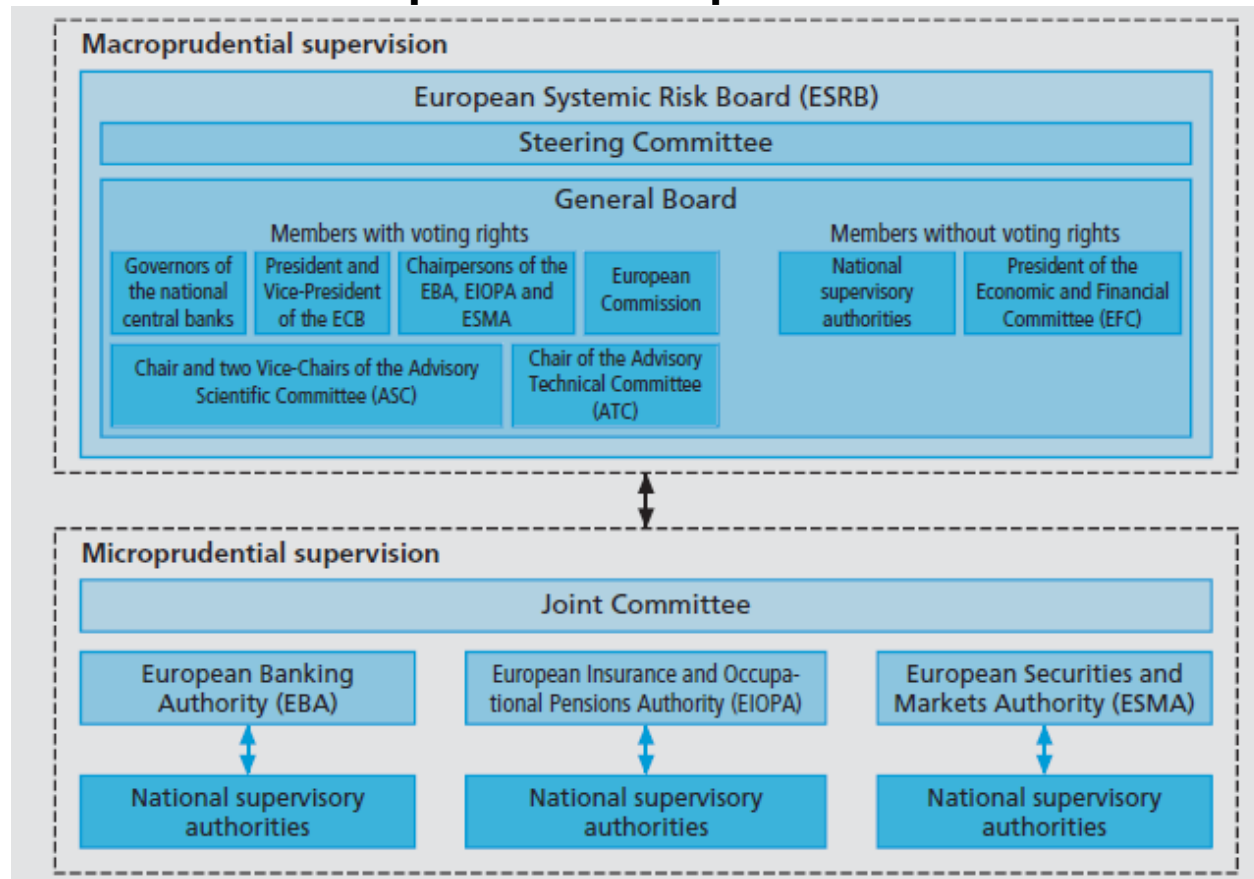 Macroprudential supervision
European Systemic Risk Board (ESRB)
Steering Committee
General Board
Members with voting rights
Governors of
the national
central banks
President and
Vice-President
of the ECB
Chairpersons of the
EBA, EIOPA and
ESMA
European
Commission
Chair and two Vice-Chairs of the Advisory
Scientific Committee (ASC)
Chair of the Advisory
Technical Committee
(ATC)
Members without voting rights
National
supervisory
authorities
President of the
Economic and Financial
Committee (EFC)
Microprudential supervision
Joint Committee
European Banking
Authority (EBA)
European Insurance and Occupa-
tional Pensions Authority (EIOPA)
European Securities and
Markets Authority (ESMA)
National supervisory
authorities
National supervisory
authorities
National supervisory
authorities